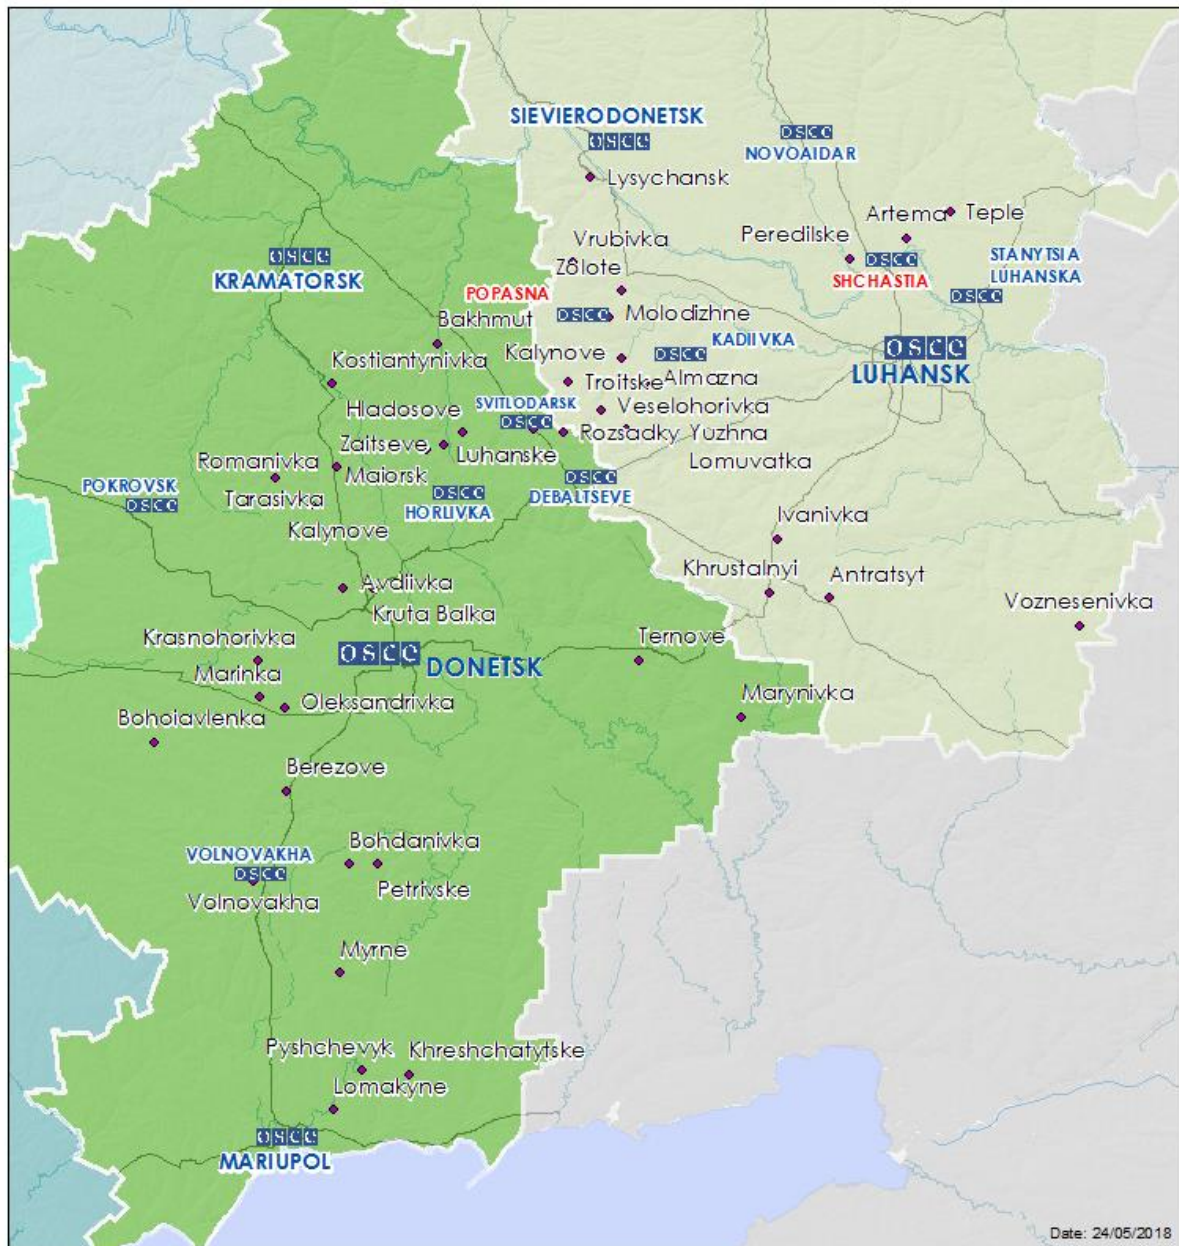 SIEVIERODONETSK
OSCE
OSCE
NOVOAIDAR
Lysychansk
Artema
Teple
Peredilske
Vrubivka
Zolote
OSCE
KRAMATORSK
OSCE
SHCHASTIA
STANYTSIA
LUHANSKA
OSCE
POPASNA
OSCE
Molodizhne
Bakhmut
KADIIVKA
OSCE
Kalynove
OSCE
LUHANSK
Kostiantynivka
Troitske
Almazna
Hladosove
SVITLODARSK
OSCE
Veselohorivka
Zaitseve
Luhanske
Rozsadky
Yuzhna
Lomuvatka
Romanivka
Maiorsk
POKROVSK
OSCE
Tarasivka
OSCE
HORLIVKA
OSCE
DEBALTSEVE
Kalynove
Ivanivka
Avdiivka
Khrustalnyi
Antratsyt
Kruta Balka
Voznesenivka
Krasnohorivka
OSCE
DONETSK
Ternove
Marinka
Oleksandrivka
Marynivka
Bohoiavlenka
Berezove
VOLNOVAKHA
OSCE
Volnovakha
Bohdanivka
Petrivske
Myrne
Pyshchevyk
Khreshchatytske
Lomakyne
OSCE
MARIUPOL
Date: 24/05/2018